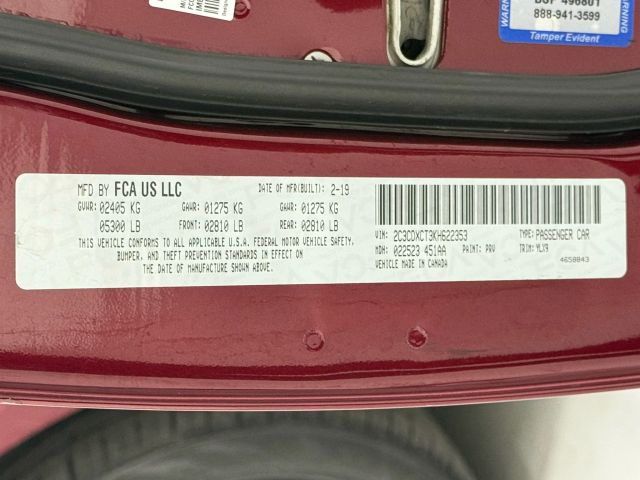 888-941-3599
Tamper Evident
WARNING
MFD BY FCA US LLC DATE OF MFR(BUILT): 2-19
GVWR: 02405 KG GAWR: 01275 KG GAWR: 01275 KG
05300 LB FRONT: 02810 LB REAR: 02810 LB
THIS VEHICLE CONFORMS TO ALL APPLICABLE U.S.A. FEDERAL MOTOR VEHICLE SAFETY,
BUMPER, AND THEFT PREVENTION STANDARDS IN EFFECT
ON THE DATE OF MANUFACTURE SHOWN ABOVE.
VIN: 2C3CDXCT3KH622353 TYPE: PASSENGER CAR
MDH: 022523 451AA PAINT: PRV TRIM: YLX9
VEHICLE MADE IN CANADA 4658843